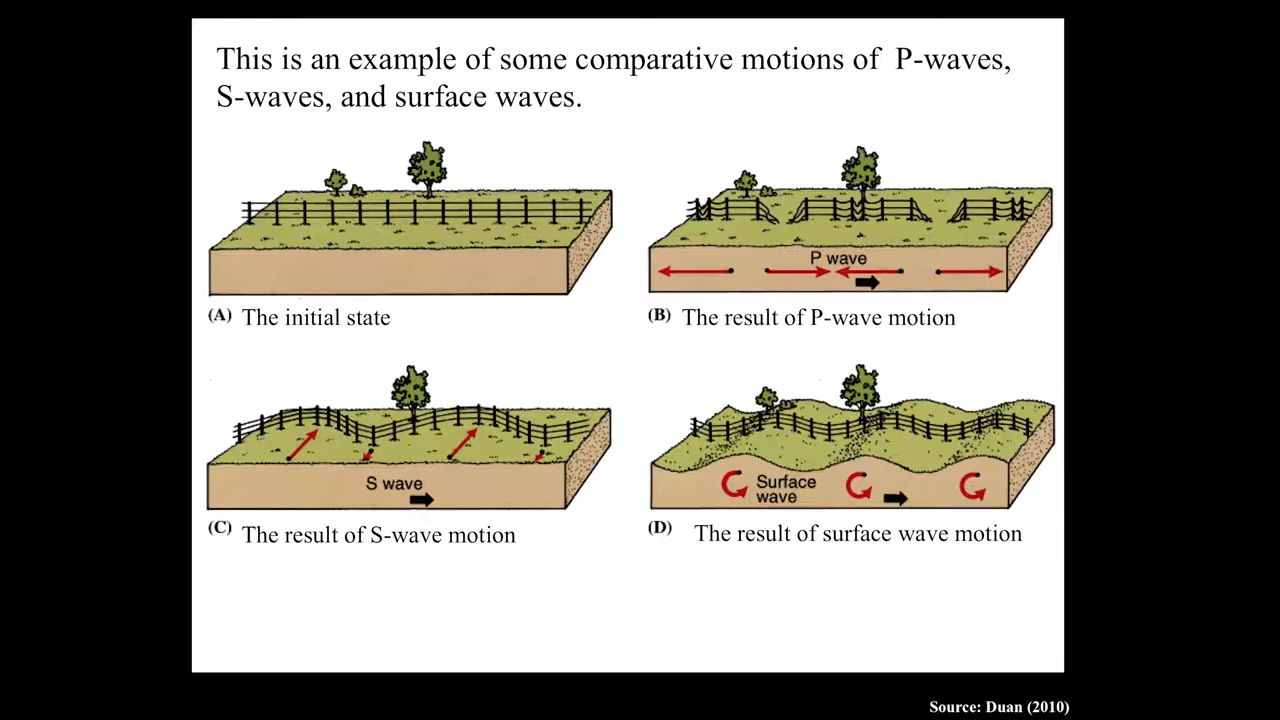 This is an example of some comparative motions of P-waves,
S-waves, and surface waves.
(A) The initial state
P wave
(B) The result of P-wave motion
S wave
(C) The result of S-wave motion
Surface
wave
(D) The result of surface wave motion
Source: Duan (2010)